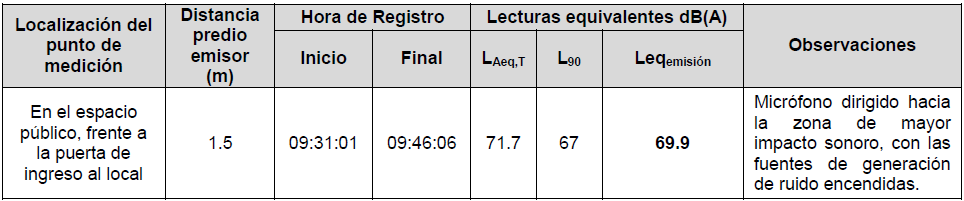 Localización del
punto de
medición
Distancia
predio
emisor
(m)
Hora de Registro
Inicio
Final
Lecturas equivalentes dB(A)
LAeq,T
L90
Leqemisión
Observaciones
En el espacio
público, frente a
la puerta de
ingreso al local
1.5
09:31:01
09:46:06
71.7
67
69.9
Micrófono dirigido hacia
la zona de mayor
impacto sonoro, con las
fuentes de generación
de ruido encendidas.